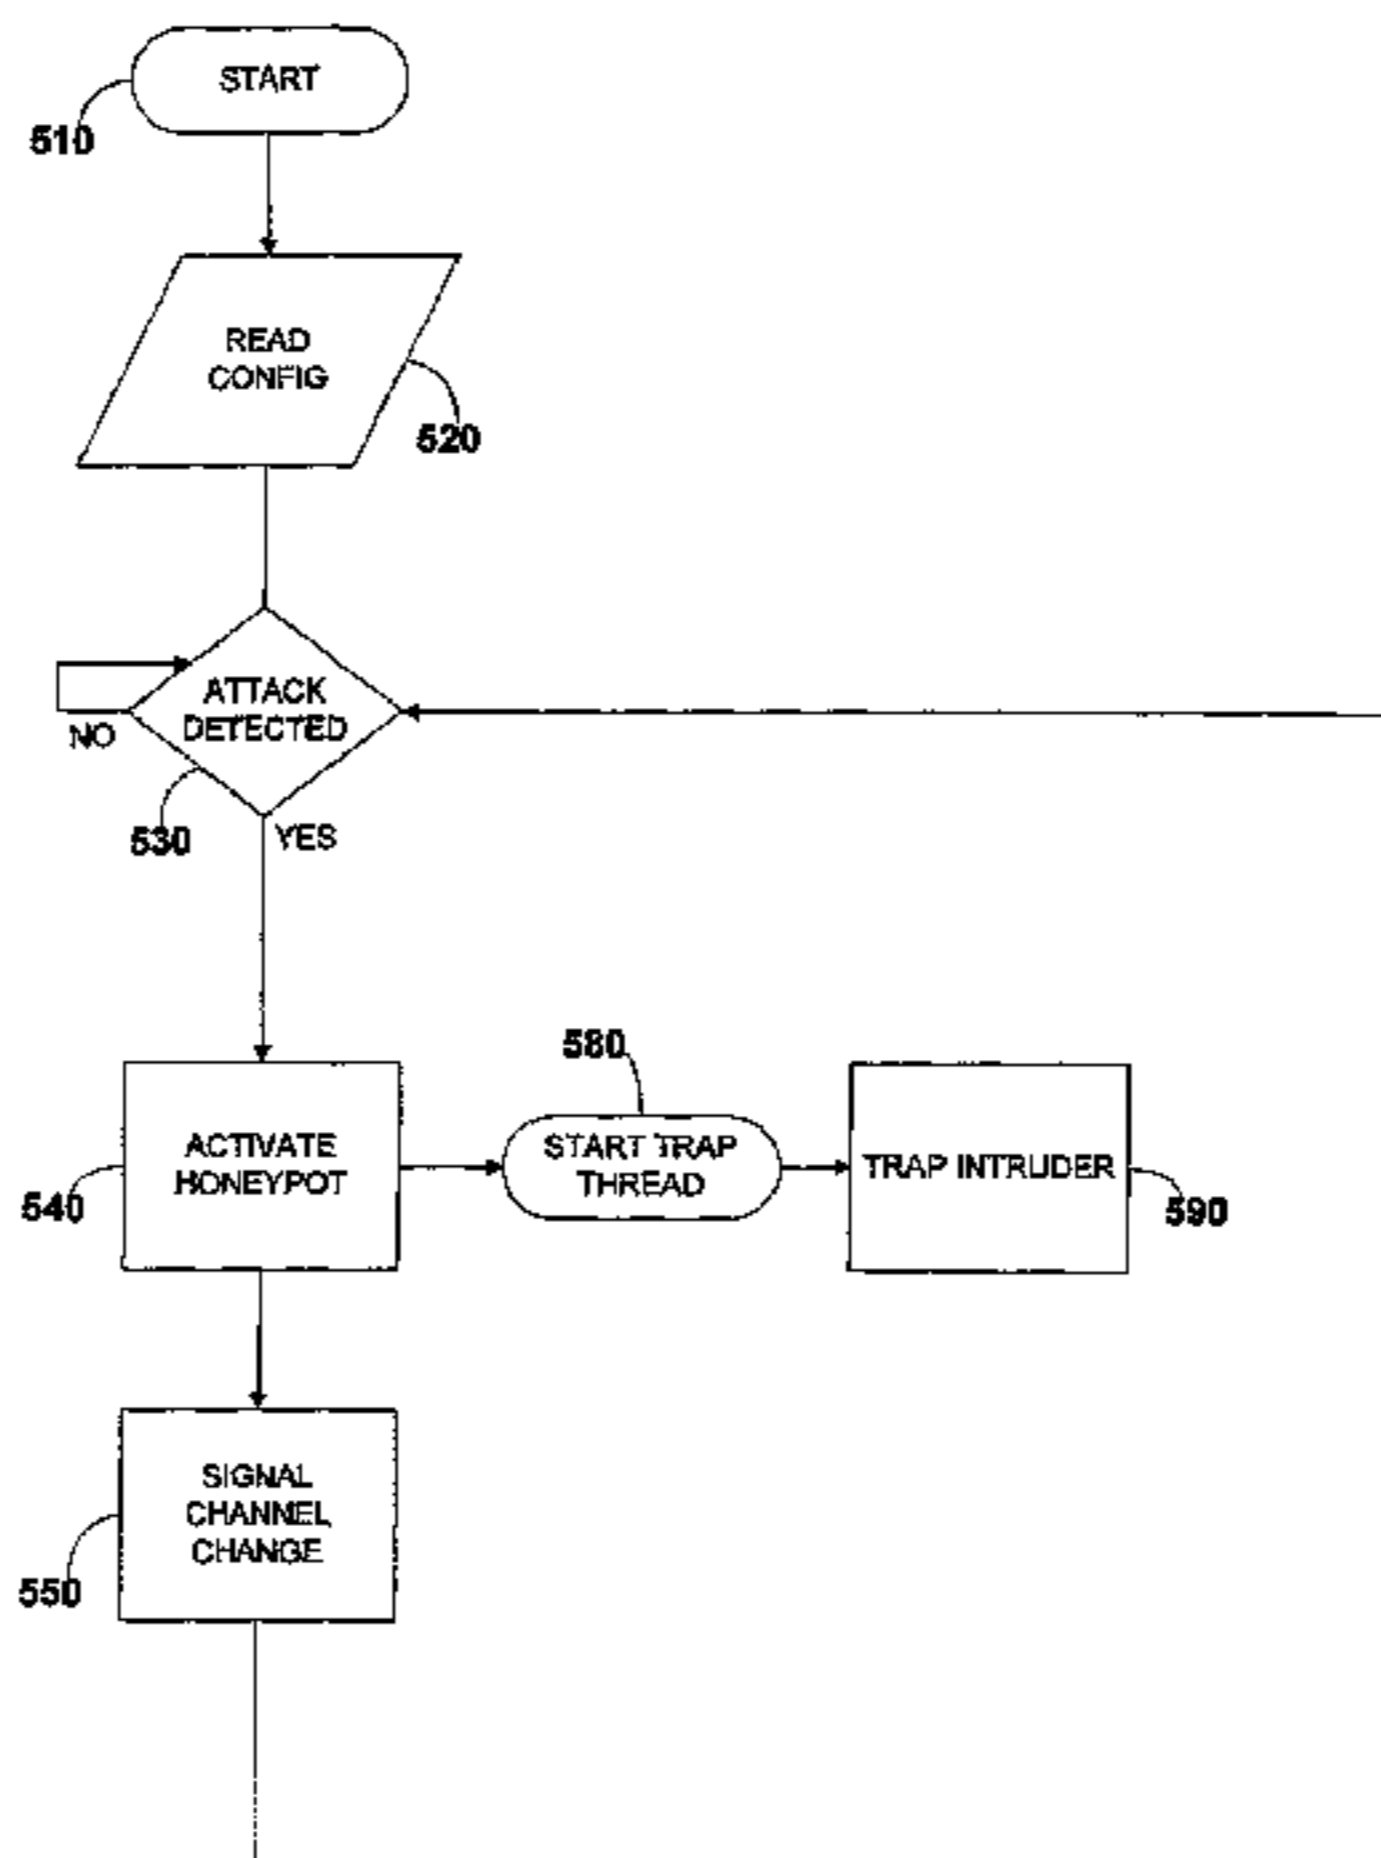 START
510
READ
CONFIG
520
ATTACK
DETECTED
NO
530
YES
580
ACTIVATE
HONEYPOT
540
START TRAP
THREAD
TRAP INTRUDER
590
SIGNAL
CHANNEL
CHANGE
550